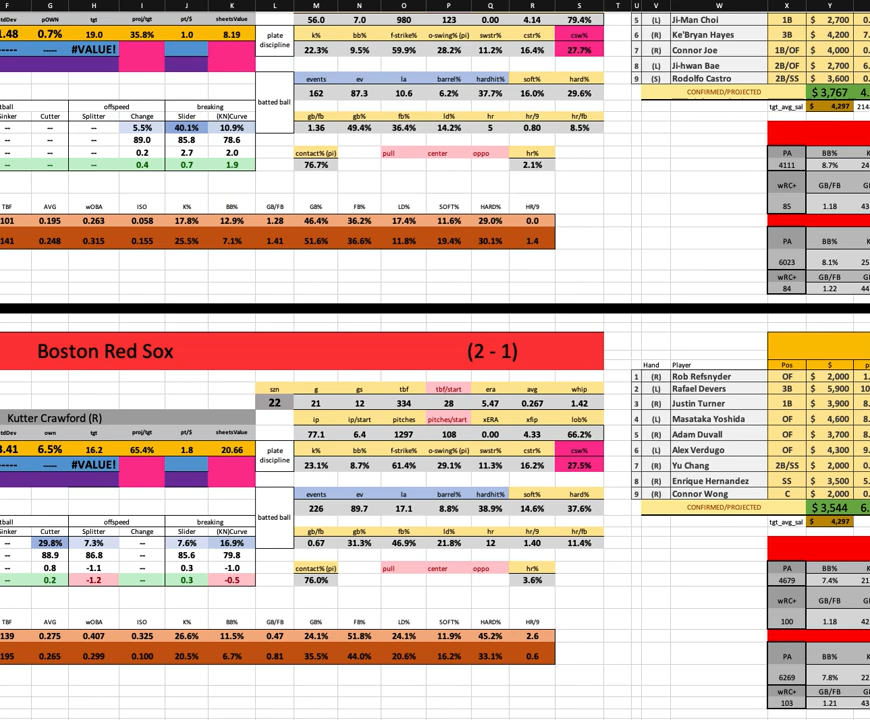 F G H I J K L M N O P Q R S T U V W X Y
tdDev pOWN tgt proj/tgt pt/$ sheetsValue 56.0 7.0 980 123 0.00 4.14 79.4% 5 (L) Ji-Man Choi 1B $ 2,700
1.48 0.7% 19.0 35.8% 1.0 8.19 plate discipline k% bb% f-strike% o-swing% (pi) swstr% cstr% csw% 6 (R) Ke'Bryan Hayes 3B $ 4,200
----- ----- #VALUE! 22.3% 9.5% 59.9% 28.2% 11.2% 16.4% 27.7% 7 (R) Connor Joe 1B/OF $ 4,000
8 (L) Ji-hwan Bae 2B/OF $ 2,700
batted ball events ev la barrel% hardhit% soft% hard% 9 (S) Rodolfo Castro 2B/SS $ 3,600
162 87.3 10.6 6.2% 37.7% 16.0% 29.6% CONFIRMED/PROJECTED $ 3,767 4.
tball offspeed breaking tgt_avg_sal $ 4,297
inker Cutter Splitter Change Slider (KN)Curve gb/fb gb% fb% ld% hr hr/9 hr/fb
-- -- -- 5.5% 40.1% 10.9% 1.36 49.4% 36.4% 14.2% 5 0.80 8.5%
-- -- -- 89.0 85.8 78.6
-- -- -- 0.2 2.7 2.0 contact% (pi) pull center oppo hr% PA BB%
-- -- -- 0.4 0.7 1.9 76.7% 2.1% 4111 8.7% 24
wRC+ GB/FB
TBF AVG wOBA ISO K% BB% GB/FB GB% FB% LD% SOFT% HARD% HR/9 85 1.18 43
101 0.195 0.263 0.058 17.8% 12.9% 1.28 46.4% 36.2% 17.4% 11.6% 29.0% 0.0
141 0.248 0.315 0.155 25.5% 7.1% 1.41 51.6% 36.6% 11.8% 19.4% 30.1% 1.4 PA BB%
6023 8.1% 25
wRC+ GB/FB
84 1.22 44
Boston Red Sox (2 - 1)
Hand Player Pos $
1 (R) Rob Refsnyder OF $ 2,000 1.
szn g gs tbf tbf/start era avg whip 2 (L) Rafael Devers 3B $ 5,900 10
22 21 12 334 28 5.47 0.267 1.42 3 (R) Justin Turner 1B $ 3,900 8.
Kutter Crawford (R) ip ip/start pitches pitches/start xERA xfip lob% 4 (L) Masataka Yoshida OF $ 4,600
tdDev own tgt proj/tgt pt/$ sheetsValue 77.1 6.4 1297 108 0.00 4.33 66.2% 5 (R) Adam Duvall OF $ 3,700 8.
3.41 6.5% 16.2 65.4% 1.8 20.66 plate discipline k% bb% f-strike% o-swing% (pi) swstr% cstr% csw% 6 (L) Alex Verdugo OF $ 4,300 9.
----- ----- #VALUE! 23.1% 8.7% 61.4% 29.1% 11.3% 16.2% 27.5% 7 (R) Yu Chang 2B/SS $ 2,000
8 (R) Enrique Hernandez SS $ 3,500 5.
batted ball events ev la barrel% hardhit% soft% hard% 9 (R) Connor Wong C $ 2,000
226 89.7 17.1 8.8% 38.9% 14.6% 37.6% CONFIRMED/PROJECTED $ 3,544 6.
tball offspeed breaking tgt_avg_sal $ 4,297
inker Cutter Splitter Change Slider (KN)Curve gb/fb gb% fb% ld% hr hr/9 hr/fb
-- 29.8% 7.3% -- 7.6% 16.9% 0.67 31.3% 46.9% 21.8% 12 1.40 11.4%
-- 88.9 86.8 -- 85.6 79.8
-- 0.8 -1.1 -- 0.3 -1.0 contact% (pi) pull center oppo hr% PA BB%
-- 0.2 -1.2 -- 0.3 -0.5 76.0% 3.6% 4679 7.4% 21
wRC+ GB/FB
TBF AVG wOBA ISO K% BB% GB/FB GB% FB% LD% SOFT% HARD% HR/9 100 1.18 42
139 0.275 0.407 0.325 26.6% 11.5% 0.47 24.1% 51.8% 24.1% 11.9% 45.2% 2.6
195 0.265 0.299 0.100 20.5% 6.7% 0.81 35.5% 44.0% 20.6% 16.2% 33.1% 0.6 PA BB%
6269 7.8% 22
wRC+ GB/FB
103 1.21 43